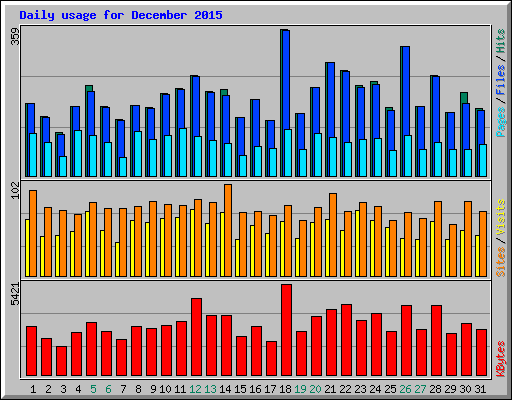 Daily usage for December 2015
359
Pages / Files / Hits
102
Sites / Visits
5421
KBytes
1 2 3 4 5 6 7 8 9 10 11 12 13 14 15 16 17 18 19 20 21 22 23 24 25 26 27 28 29 30 31